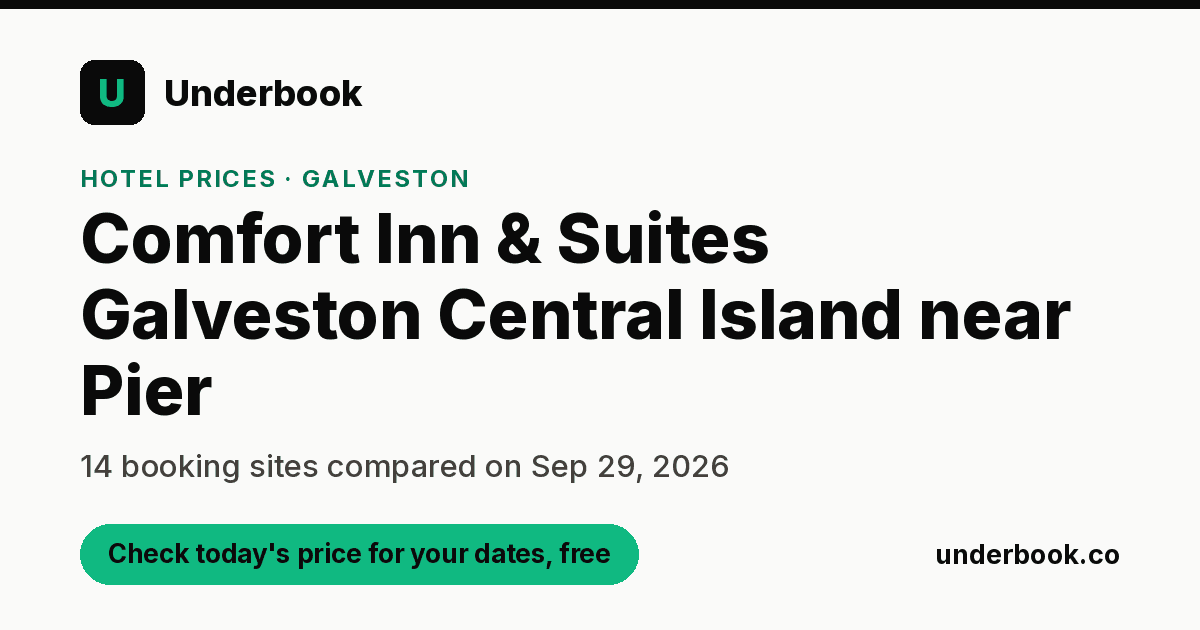 U Underbook
HOTEL PRICES · GALVESTON
Comfort Inn & Suites
Galveston Central Island near
Pier
14 booking sites compared on Sep 29, 2026
Check today's price for your dates, free
underbook.co